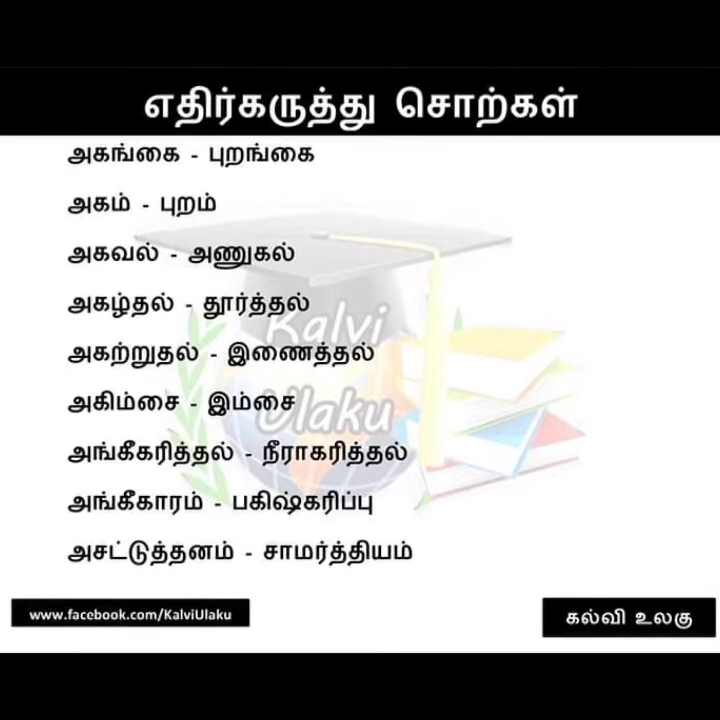 எதிர்கருத்து சொற்கள்
அகங்கை - புறங்கை
அகம் - புறம்
அகவல் - அணுகல்
அகழ்தல் - தூர்த்தல்
அகற்றுதல் - இணைத்தல்
அகிம்சை - இம்சை
அங்கீகரித்தல் - நீராகரித்தல்
அங்கீகாரம் - பகிஷ்கரிப்பு
அசட்டுத்தனம் - சாமர்த்தியம்
Kalvi
Ulaku
www.facebook.com/KalviUlaku
கல்வி உலகு